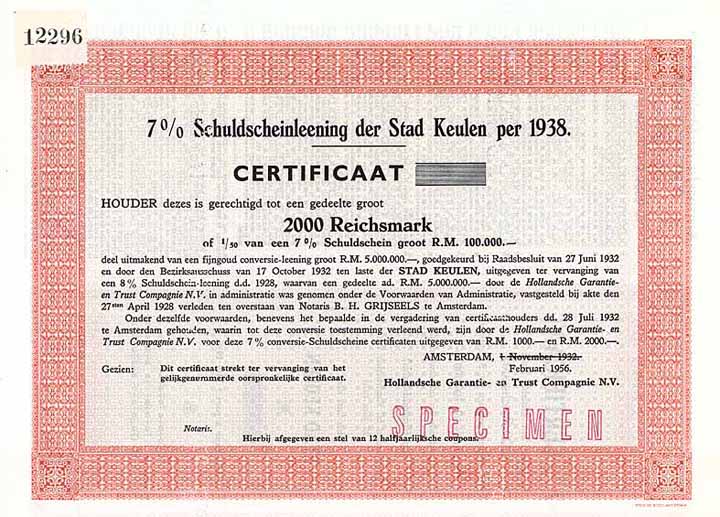 12296
7% Schuldscheinleening der Stad Keulen per 1938.
CERTIFICAAT
HOUDER dezes is gerechtigd tot een gedeelte groot
2000 Reichsmark
of 1/50 van een 7% Schuldschein groot R.M. 100.000.—
deel uitmakend van een fijngoud conversie-leening groot R.M. 5.000.000.—, goedgekeurd bij Raadsbesluit van 27 Juni 1932
en door den Bezirksausschuss van 17 October 1932 ten laste der STAD KEULEN, uitgegeven ter vervanging van
een 8% Schuldschein-leening d.d. 1928, waarvan een gedeelte ad. R.M. 5.000.000.— door de Hollandsche Garantie-
en Trust Compagnie N.V. in administratie was genomen onder de Voorwaarden van Administratie, vastgesteld bij akte den
27sten April 1928 verleden ten overstaan van Notaris B. H. GRIJSEELS te Amsterdam.
Onder dezelfde voorwaarden, benevens het bepaalde in de vergadering van certificaathouders dd. 28 Juli 1932
te Amsterdam gehouden, waarin tot deze conversie toestemming verleend werd, zijn door de Hollandsche Garantie- en
Trust Compagnie N.V. voor deze 7% conversie-Schuldscheine certificaten uitgegeven van R.M. 1000.— en R.M. 2000.—.
AMSTERDAM, 1 November 1932.
Februari 1956.
Gezien: Dit certificaat strekt ter vervanging van het
gelijkgenummerde oorspronkelijke certificaat.
Hollandsche Garantie- en Trust Compagnie N.V.
SPECIMEN
Notaris.
Hierbij afgegeven een stel van 12 halfjaarlijksche coupons.